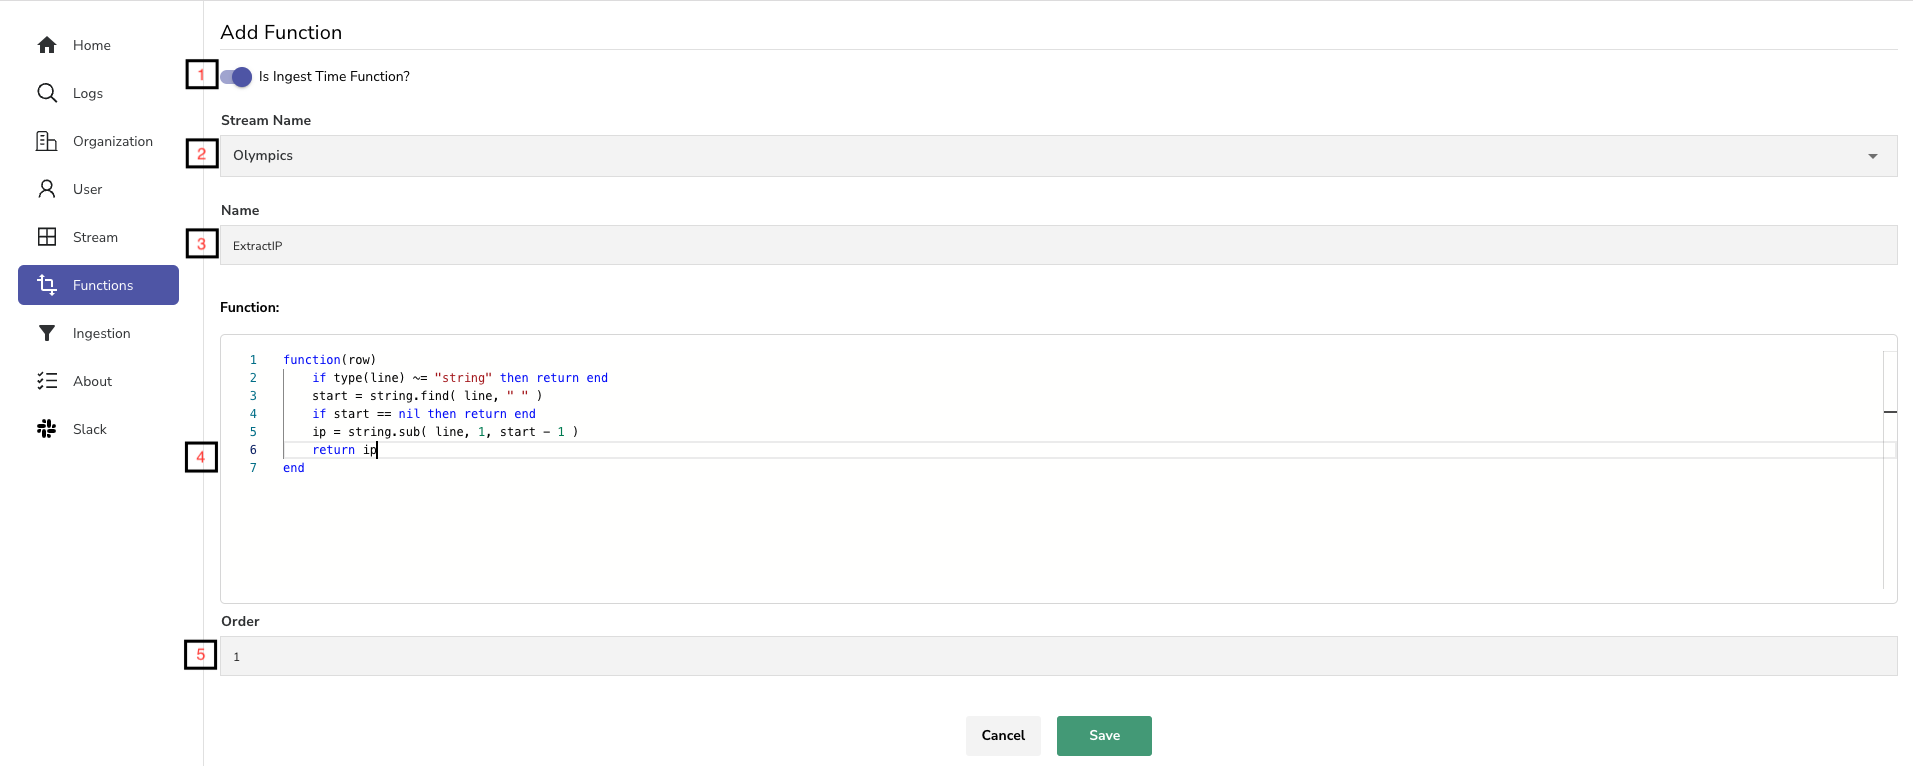 Home
Logs
Organization
User
Stream
Functions
Ingestion
About
Slack
Add Function
1
Is Ingest Time Function?
Stream Name
2
Olympics
Name
3
ExtractIP
Function:
1 function(row)
2     if type(line) ~= "string" then return end
3     start = string.find( line, " " )
4     if start == nil then return end
5     ip = string.sub( line, 1, start - 1 )
6     return ip
7 end
4
Order
5
1
Cancel
Save